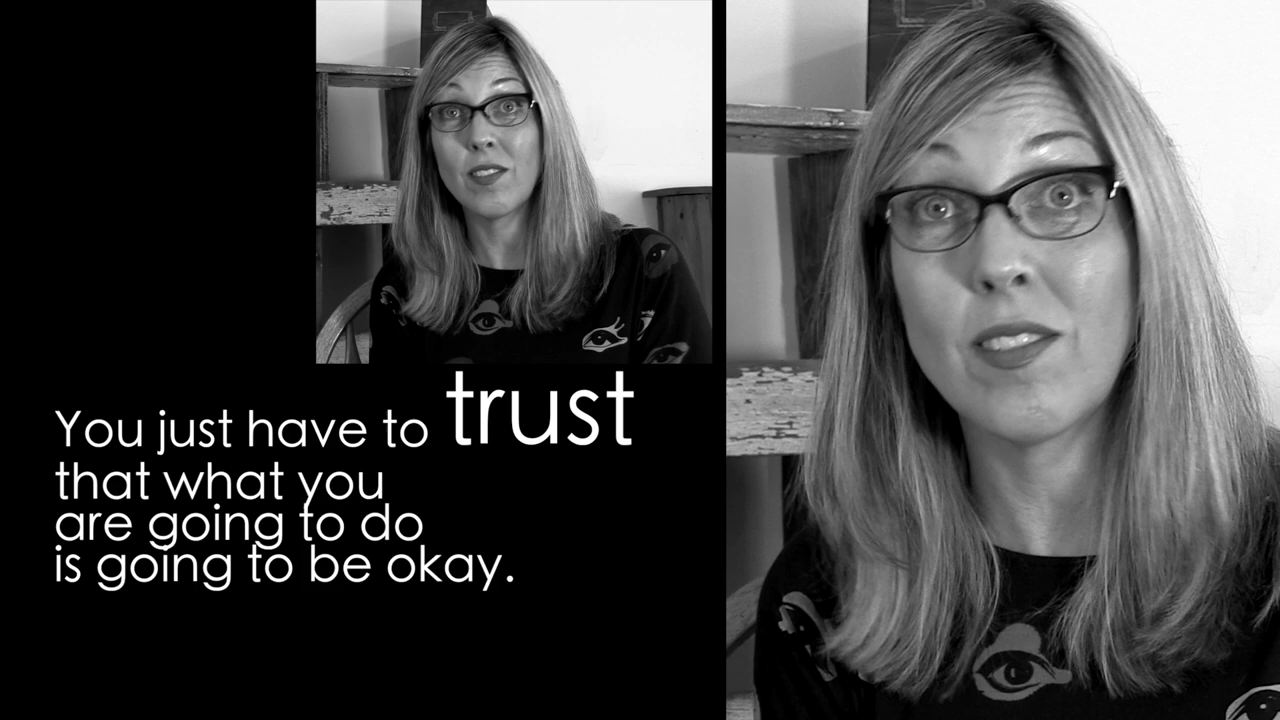 You just have to trust
that what you
are going to do
is going to be okay.